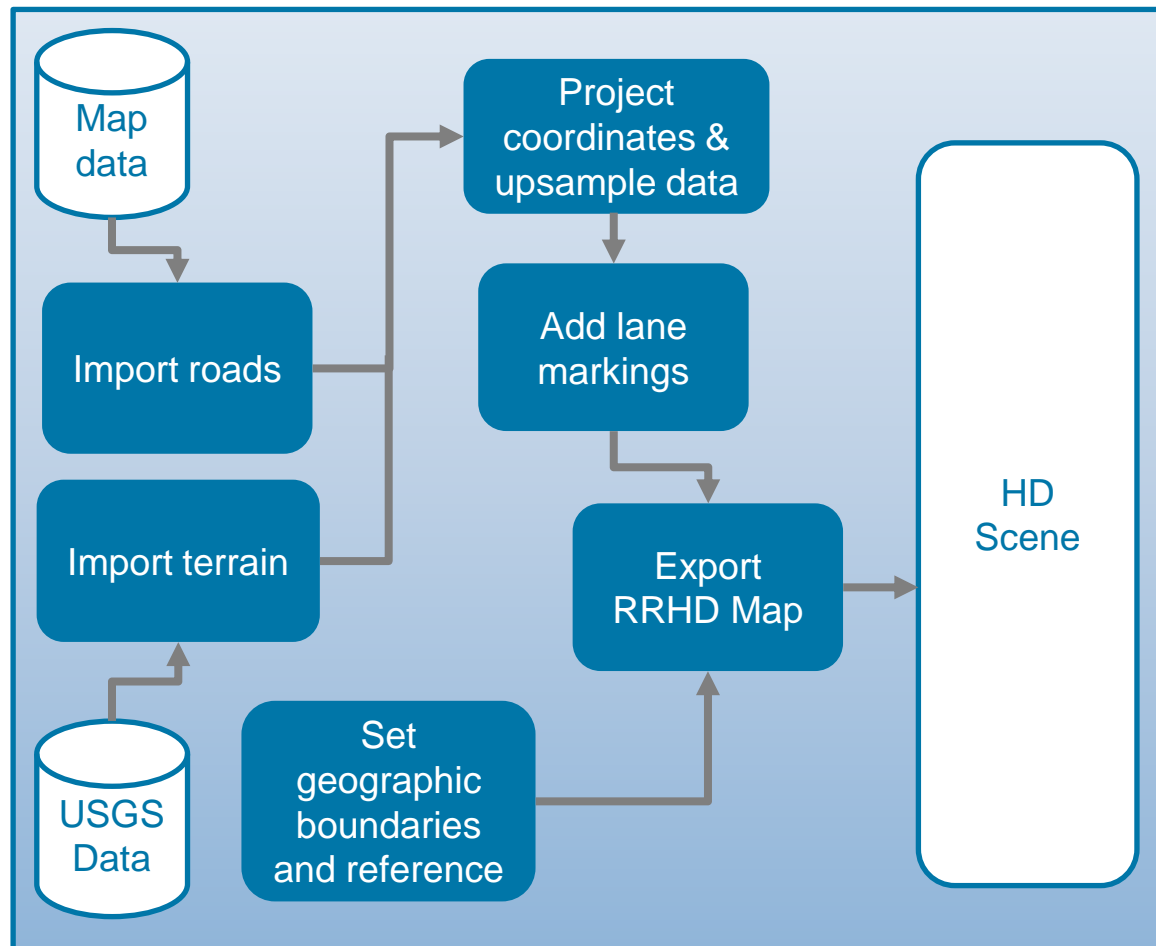 Map
data
Project
coordinates &
upsample data
Import roads
Add lane
markings
Import terrain
Export
RRHD Map
HD
Scene
USGS
Data
Set
geographic
boundaries
and reference